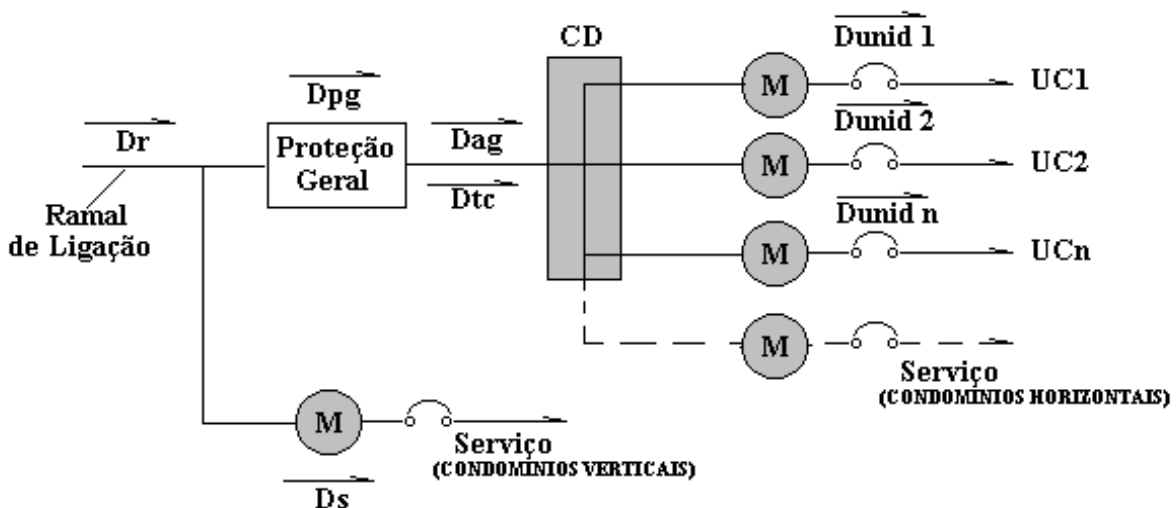 CD
Dunid 1
M
UC1
Dpg
Dr
Proteção
Geral
Dag
Dtc
Dunid 2
M
UC2
Ramal
de Ligação
Dunid n
M
UCn
M
Serviço
(CONDOMÍNIOS HORIZONTAIS)
M
Serviço
(CONDOMÍNIOS VERTICAIS)
Ds